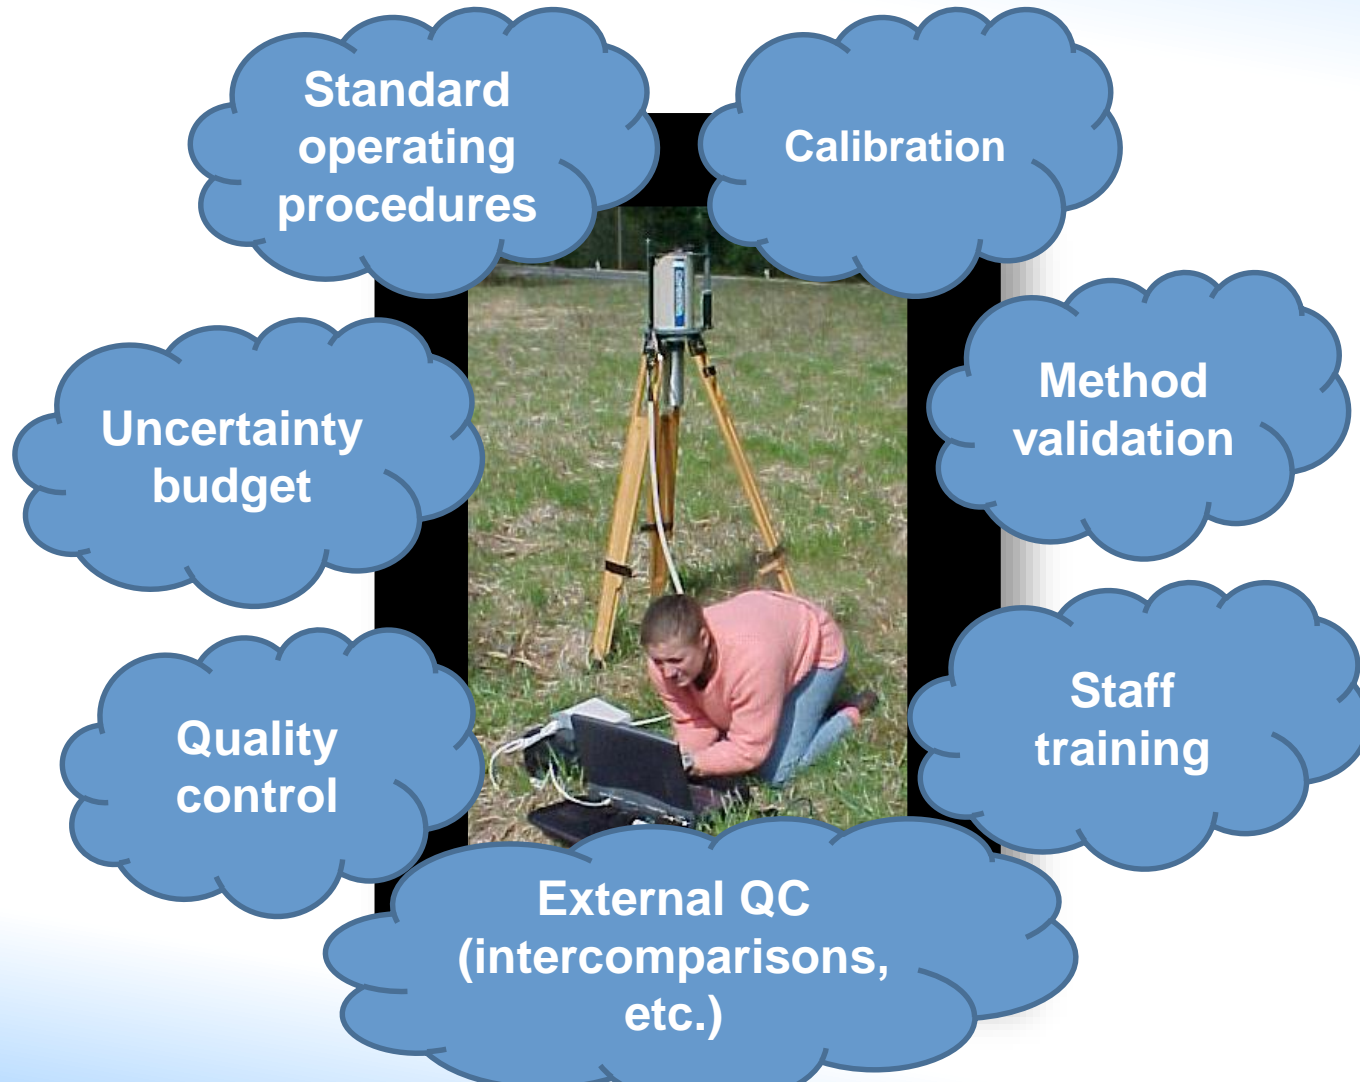 Standard
operating
procedures
Calibration
Uncertainty
budget
Method
validation
Quality
control
Staff
training
External QC
(intercomparisons,
etc.)